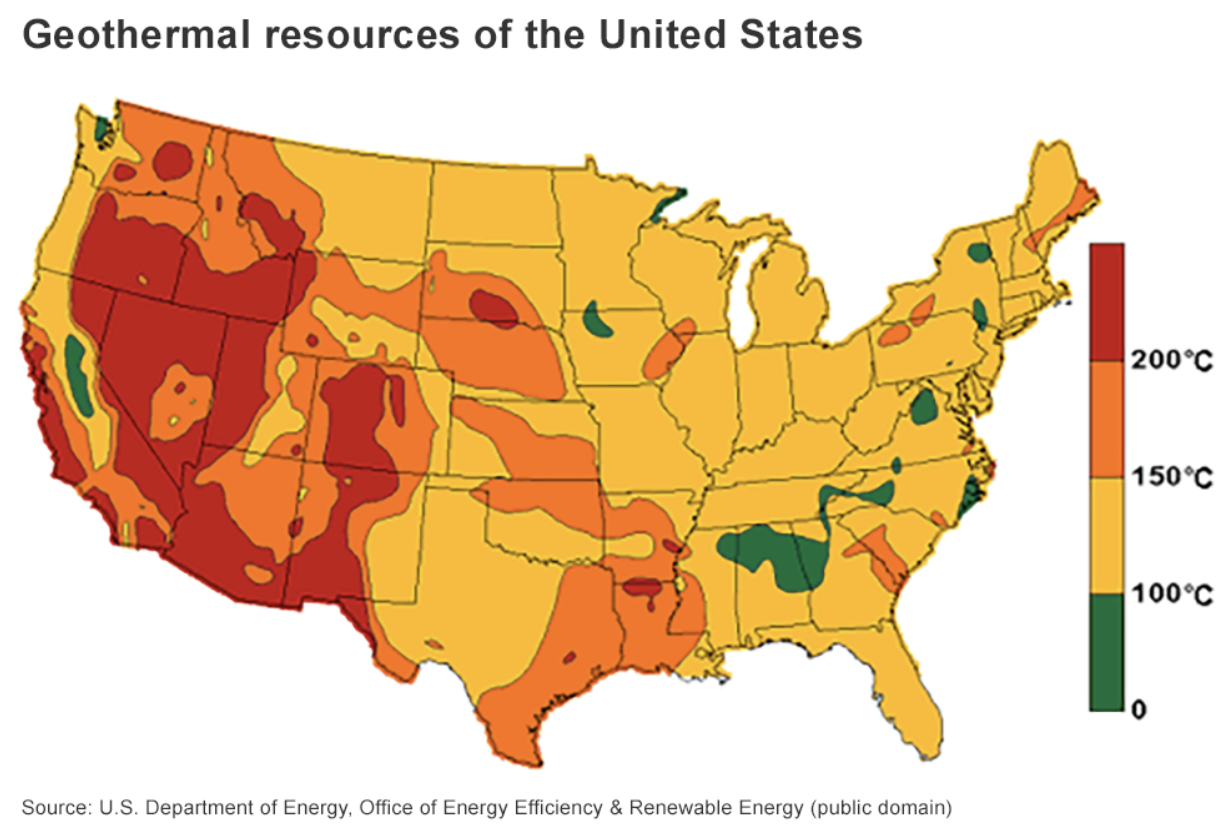 Geothermal resources of the United States
200°C
150°C
100°C
0
Source: U.S. Department of Energy, Office of Energy Efficiency & Renewable Energy (public domain)